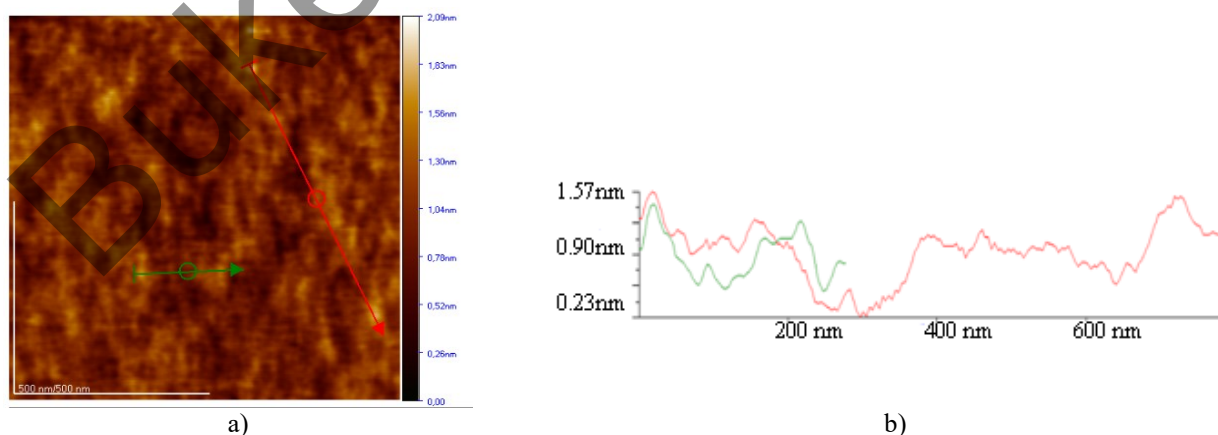 Buke
2,09nm
1,83nm
1,56nm
1,30nm
1,04nm
0,78nm
0,52nm
0,26nm
0,00
500 nm/500 nm
a)
1.57nm
0.90nm
0.23nm
200 nm
400 nm
600 nm
b)